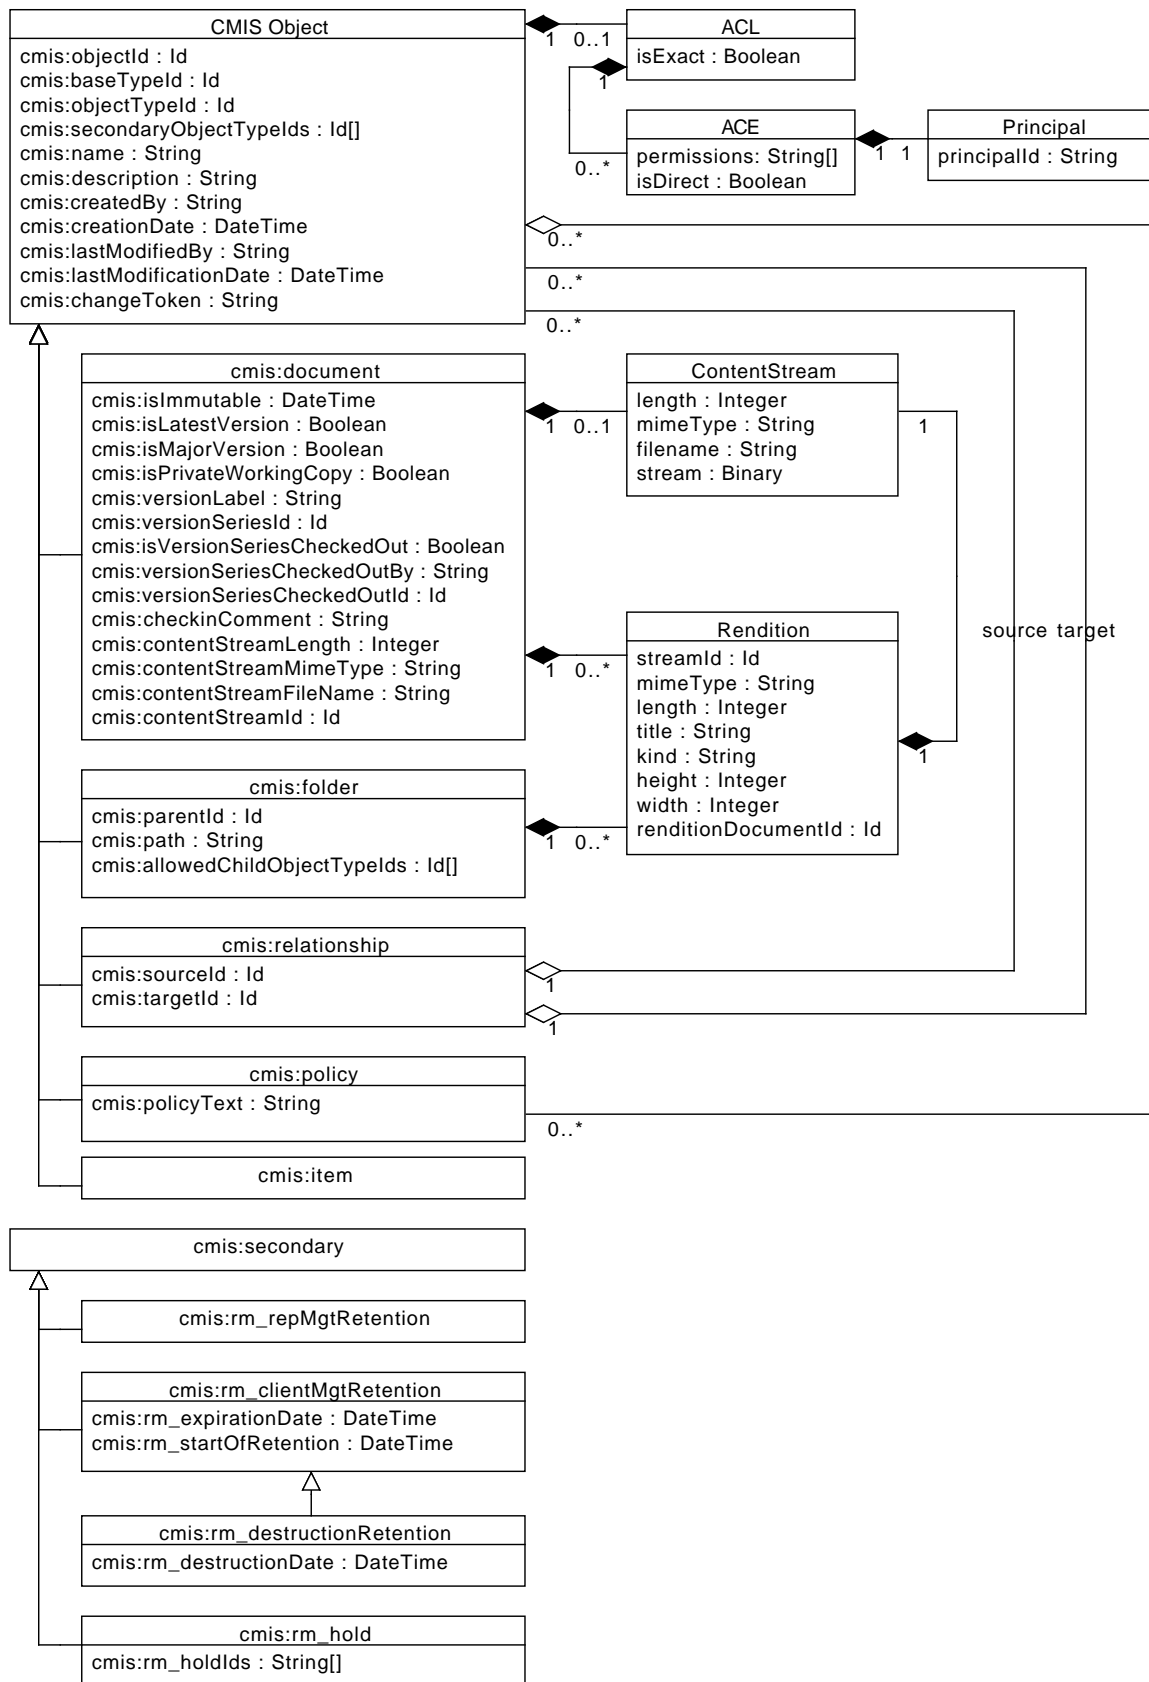 CMIS Object
cmis:objectId : Id
cmis:baseTypeId : Id
cmis:objectTypeId : Id
cmis:secondaryObjectTypeIds : Id[]
cmis:name : String
cmis:description : String
cmis:createdBy : String
cmis:creationDate : DateTime
cmis:lastModifiedBy : String
cmis:lastModificationDate : DateTime
cmis:changeToken : String
1 0..1
ACL
isExact : Boolean
1
0..*
ACE
permissions: String[]
isDirect : Boolean
1 1
Principal
principalId : String
0..*
0..*
0..*
cmis:document
cmis:isImmutable : DateTime
cmis:isLatestVersion : Boolean
cmis:isMajorVersion : Boolean
cmis:isPrivateWorkingCopy : Boolean
cmis:versionLabel : String
cmis:versionSeriesId : Id
cmis:isVersionSeriesCheckedOut : Boolean
cmis:versionSeriesCheckedOutBy : String
cmis:versionSeriesCheckedOutId : Id
cmis:checkinComment : String
cmis:contentStreamLength : Integer
cmis:contentStreamMimeType : String
cmis:contentStreamFileName : String
cmis:contentStreamId : Id
1 0..1
ContentStream
length : Integer
mimeType : String
filename : String
stream : Binary
1
source target
1 0..*
Rendition
streamId : Id
mimeType : String
length : Integer
title : String
kind : String
height : Integer
width : Integer
renditionDocumentId : Id
1
cmis:folder
cmis:parentId : Id
cmis:path : String
cmis:allowedChildObjectTypeIds : Id[]
1 0..*
cmis:relationship
cmis:sourceId : Id
cmis:targetId : Id
1
1
cmis:policy
cmis:policyText : String
0..*
cmis:item
cmis:secondary
cmis:rm_repMgtRetention
cmis:rm_clientMgtRetention
cmis:rm_expirationDate : DateTime
cmis:rm_startOfRetention : DateTime
cmis:rm_destructionRetention
cmis:rm_destructionDate : DateTime
cmis:rm_hold
cmis:rm_holdIds : String[]